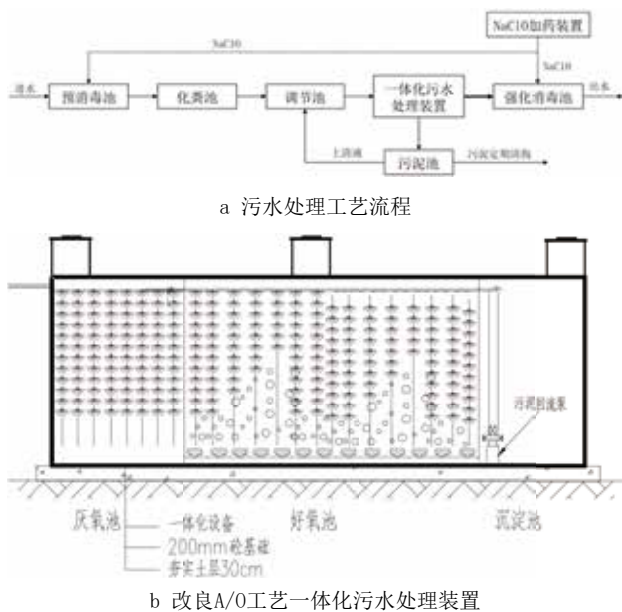 NaClO加药装置
NaClO
NaClO
进水
预消毒池
化粪池
调节池
一体化污水
处理装置
强化消毒池
出水
上清液
污泥池
污泥定期清掏
a 污水处理工艺流程
污泥回流泵
厌氧池
一体化设备
好氧池
沉淀池
200mm砼基础
夯实土层30cm
b 改良A/O工艺一体化污水处理装置